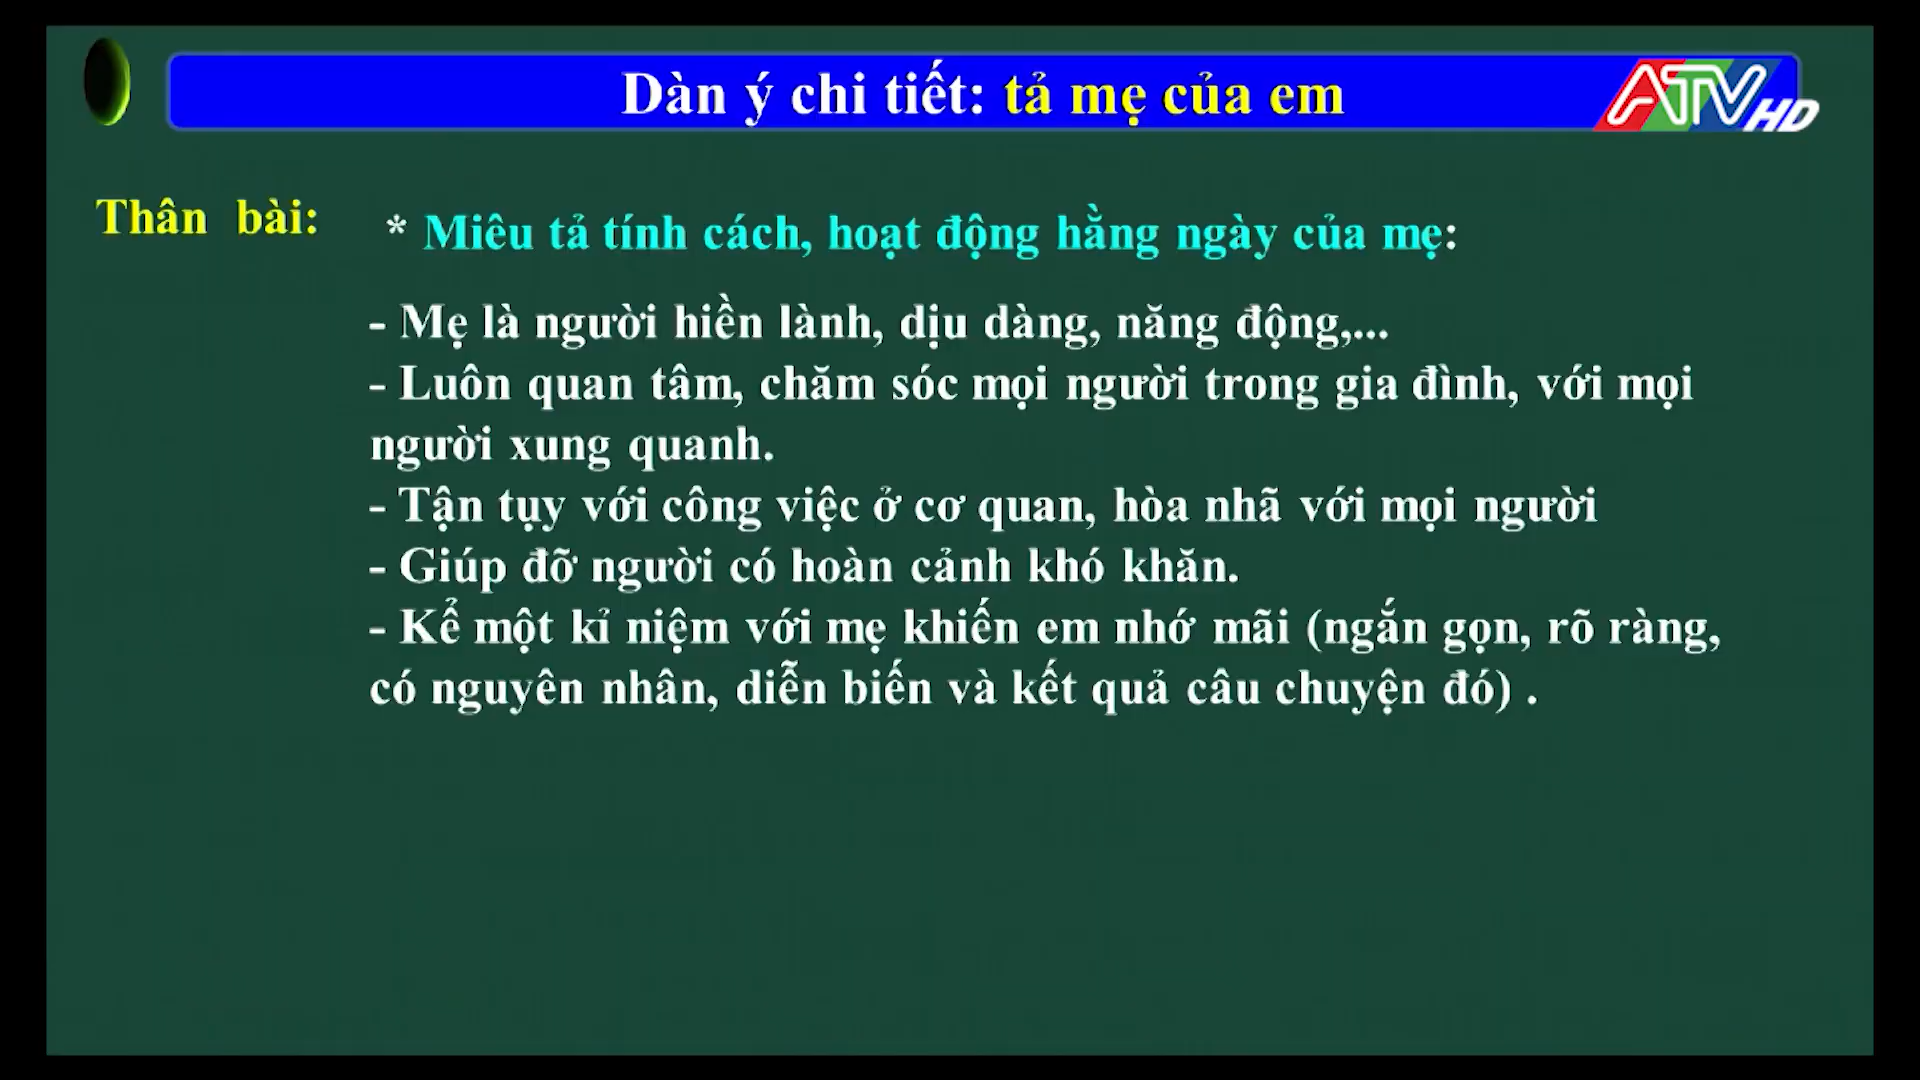 Dàn ý chi tiết: tả mẹ của em
ATV HD
Thân bài:
* Miêu tả tính cách, hoạt động hằng ngày của mẹ:
- Mẹ là người hiền lành, dịu dàng, năng động,...
- Luôn quan tâm, chăm sóc mọi người trong gia đình, với mọi
người xung quanh.
- Tận tụy với công việc ở cơ quan, hòa nhã với mọi người
- Giúp đỡ người có hoàn cảnh khó khăn.
- Kể một kỉ niệm với mẹ khiến em nhớ mãi (ngắn gọn, rõ ràng,
có nguyên nhân, diễn biến và kết quả câu chuyện đó) .